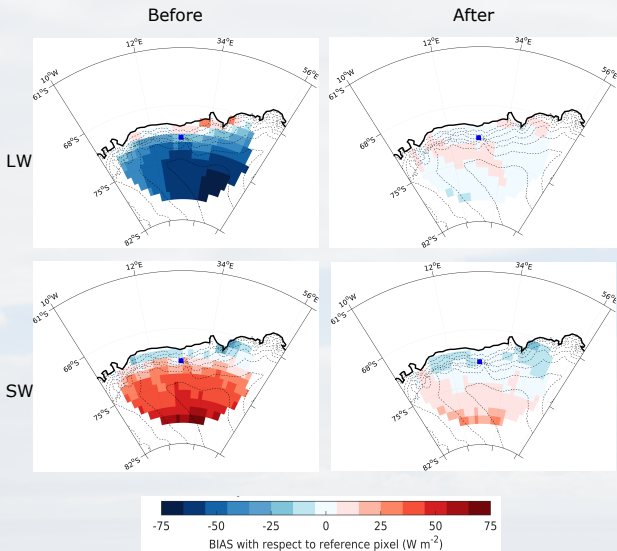 Before After
12°E 34°E
10°W 56°E
61°S
68°S
75°S
82°S
LW
12°E 34°E
10°W 56°E
61°S
68°S
75°S
82°S
12°E 34°E
10°W 56°E
61°S
68°S
75°S
82°S
SW
12°E 34°E
10°W 56°E
61°S
68°S
75°S
82°S
-75 -50 -25 0 25 50 75
BIAS with respect to reference pixel (W m⁻²)